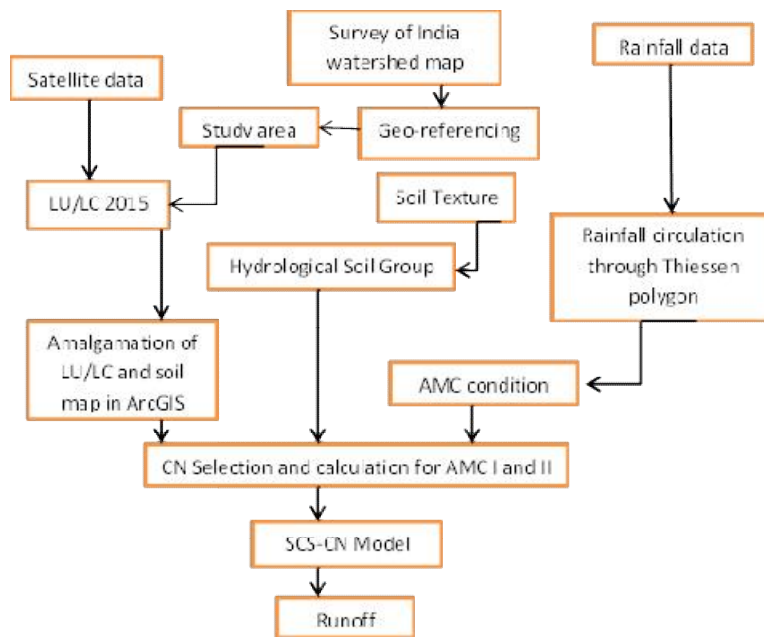 Survey of India
watershed map
Rainfall data
Satellite data
Study area
Geo-referencing
LU/LC 2015
Soil Texture
Rainfall circulation
through Thiessen
polygon
Hydrological Soil Group
Amalgamation of
LU/LC and soil
map in ArcGIS
AMC condition
CN Selection and calculation for AMC I and II
SCS-CN Model
Runoff